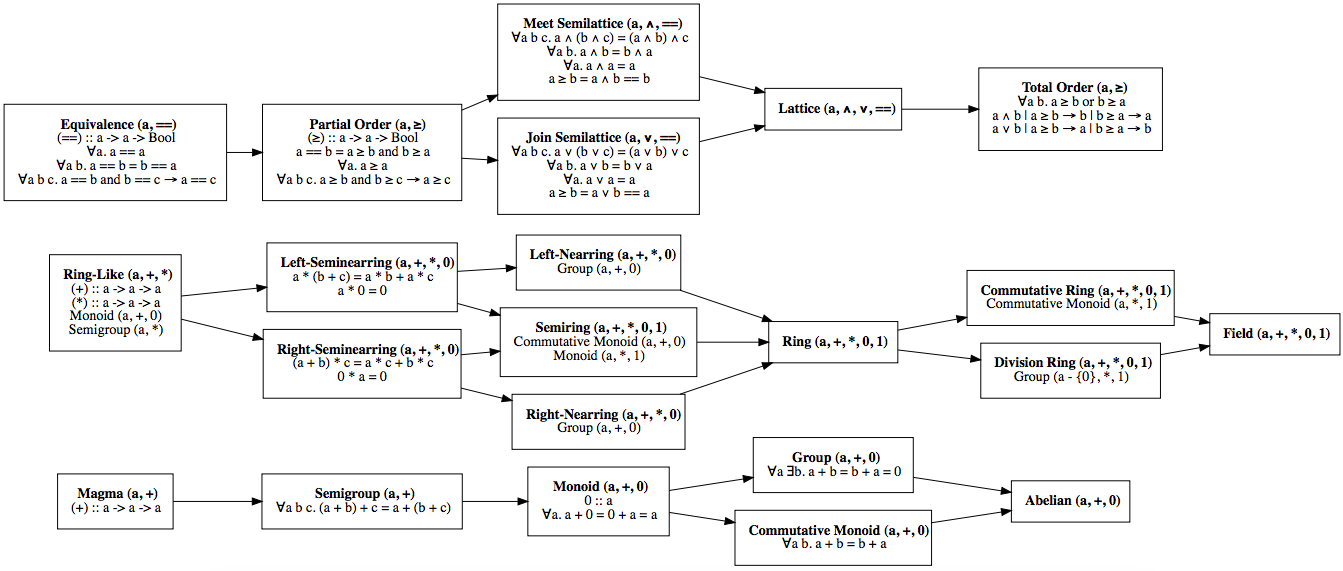 Equivalence (a, ==)
(==) :: a -> a -> Bool
∀a. a == a
∀a b. a == b = b == a
∀a b c. a == b and b == c → a == c
Partial Order (a, ≥)
(≥) :: a -> a -> Bool
a == b = a ≥ b and b ≥ a
∀a. a ≥ a
∀a b c. a ≥ b and b ≥ c → a ≥ c
Meet Semilattice (a, ∧, ==)
∀a b c. a ∧ (b ∧ c) = (a ∧ b) ∧ c
∀a b. a ∧ b = b ∧ a
∀a. a ∧ a = a
a ≥ b = a ∧ b == b
Join Semilattice (a, ∨, ==)
∀a b c. a ∨ (b ∨ c) = (a ∨ b) ∨ c
∀a b. a ∨ b = b ∨ a
∀a. a ∨ a = a
a ≥ b = a ∨ b == a
Lattice (a, ∧, ∨, ==)
Total Order (a, ≥)
∀a b. a ≥ b or b ≥ a
a ∧ b | a ≥ b → b | b ≥ a → a
a ∨ b | a ≥ b → a | b ≥ a → b
Ring-Like (a, +, *)
(+) :: a -> a -> a
(*) :: a -> a -> a
Monoid (a, +, 0)
Semigroup (a, *)
Left-Seminearring (a, +, *, 0)
a * (b + c) = a * b + a * c
a * 0 = 0
Right-Seminearring (a, +, *, 0)
(a + b) * c = a * c + b * c
0 * a = 0
Left-Nearring (a, +, *, 0)
Group (a, +, 0)
Semiring (a, +, *, 0, 1)
Commutative Monoid (a, +, 0)
Monoid (a, *, 1)
Right-Nearring (a, +, *, 0)
Group (a, +, 0)
Ring (a, +, *, 0, 1)
Commutative Ring (a, +, *, 0, 1)
Commutative Monoid (a, *, 1)
Division Ring (a, +, *, 0, 1)
Group (a - {0}, *, 1)
Field (a, +, *, 0, 1)
Magma (a, +)
(+) :: a -> a -> a
Semigroup (a, +)
∀a b c. (a + b) + c = a + (b + c)
Monoid (a, +, 0)
0 :: a
∀a. a + 0 = 0 + a = a
Group (a, +, 0)
∀a ∃b. a + b = b + a = 0
Commutative Monoid (a, +, 0)
∀a b. a + b = b + a
Abelian (a, +, 0)